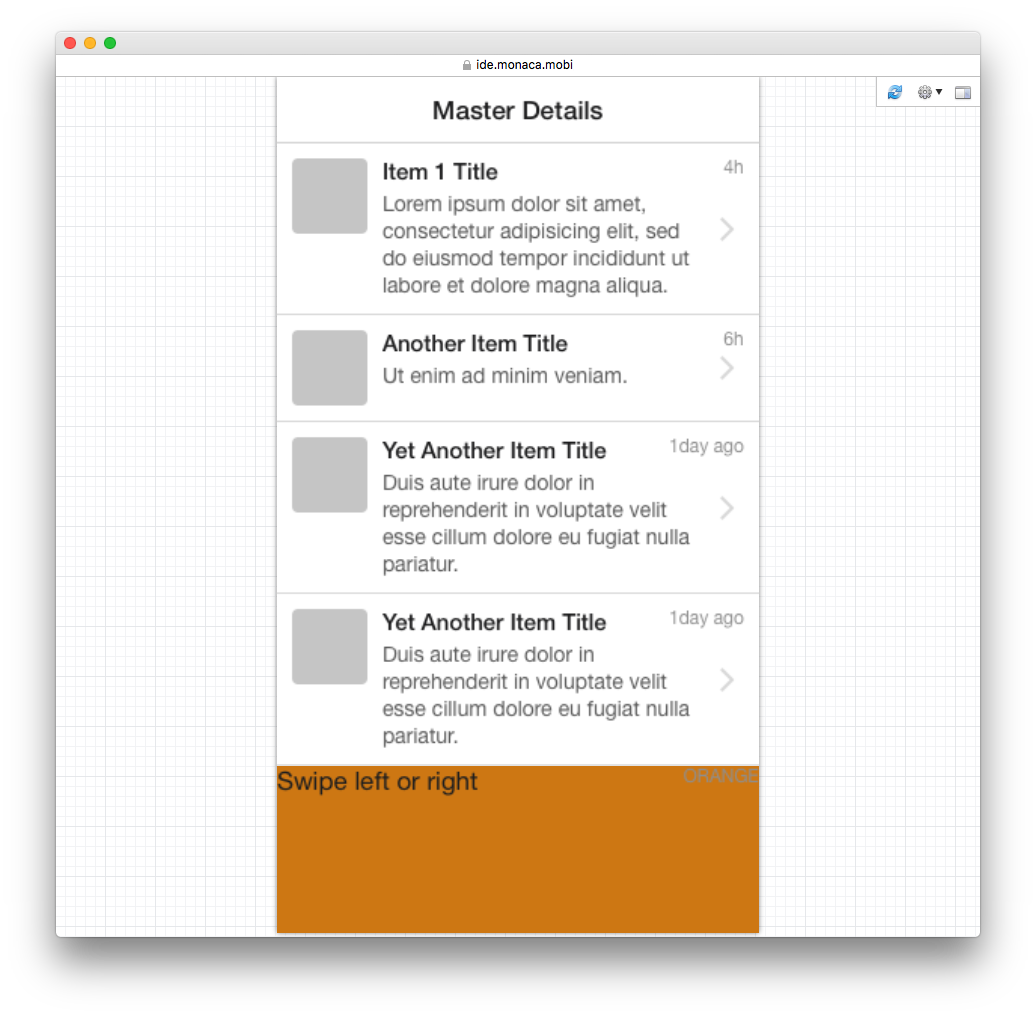 ide.monaca.mobi
Master Details
Item 1 Title
4h
Lorem ipsum dolor sit amet,
consectetur adipisicing elit, sed
do eiusmod tempor incididunt ut
labore et dolore magna aliqua.
Another Item Title
6h
Ut enim ad minim veniam.
Yet Another Item Title
1day ago
Duis aute irure dolor in
reprehenderit in voluptate velit
esse cillum dolore eu fugiat nulla
pariatur.
Yet Another Item Title
1day ago
Duis aute irure dolor in
reprehenderit in voluptate velit
esse cillum dolore eu fugiat nulla
pariatur.
Swipe left or right
ORANGE